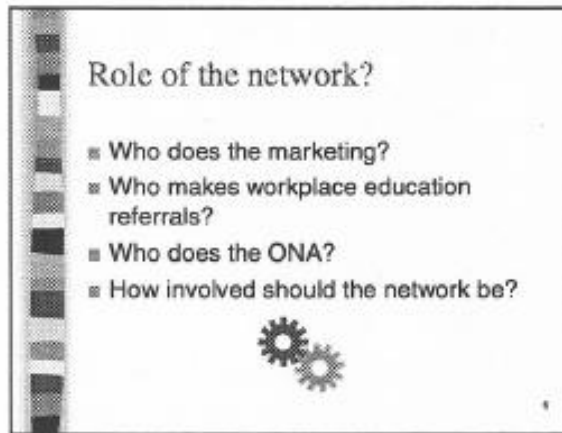 Role of the network?
Who does the marketing?
Who makes workplace education
referrals?
Who does the ONA?
How involved should the network be?